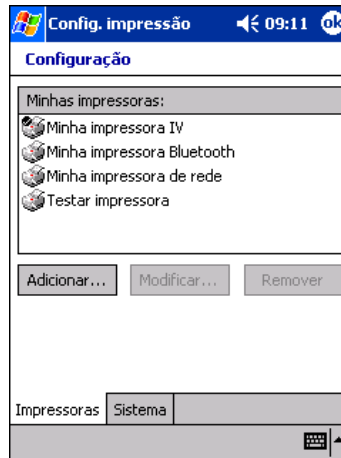 Config. impressão 09:11 ok
Configuração
Minhas impressoras:
Minha impressora IV
Minha impressora Bluetooth
Minha impressora de rede
Testar impressora
Adicionar... Modificar... Remover
Impressoras Sistema